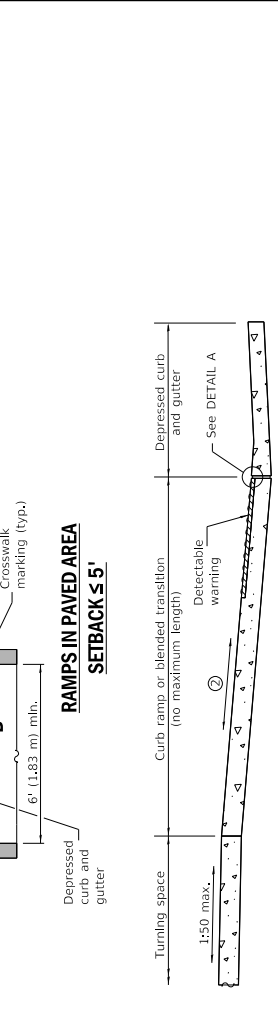 Crosswalk
marking (typ.)
6' (1.83 m) min.
Depressed
curb and
gutter
RAMPS IN PAVED AREA
SETBACK ≤ 5'
Turning space
Curb ramp or blended transition
(no maximum length)
Depressed curb
and gutter
1:50 max.
2
Detectable
warning
See DETAIL A